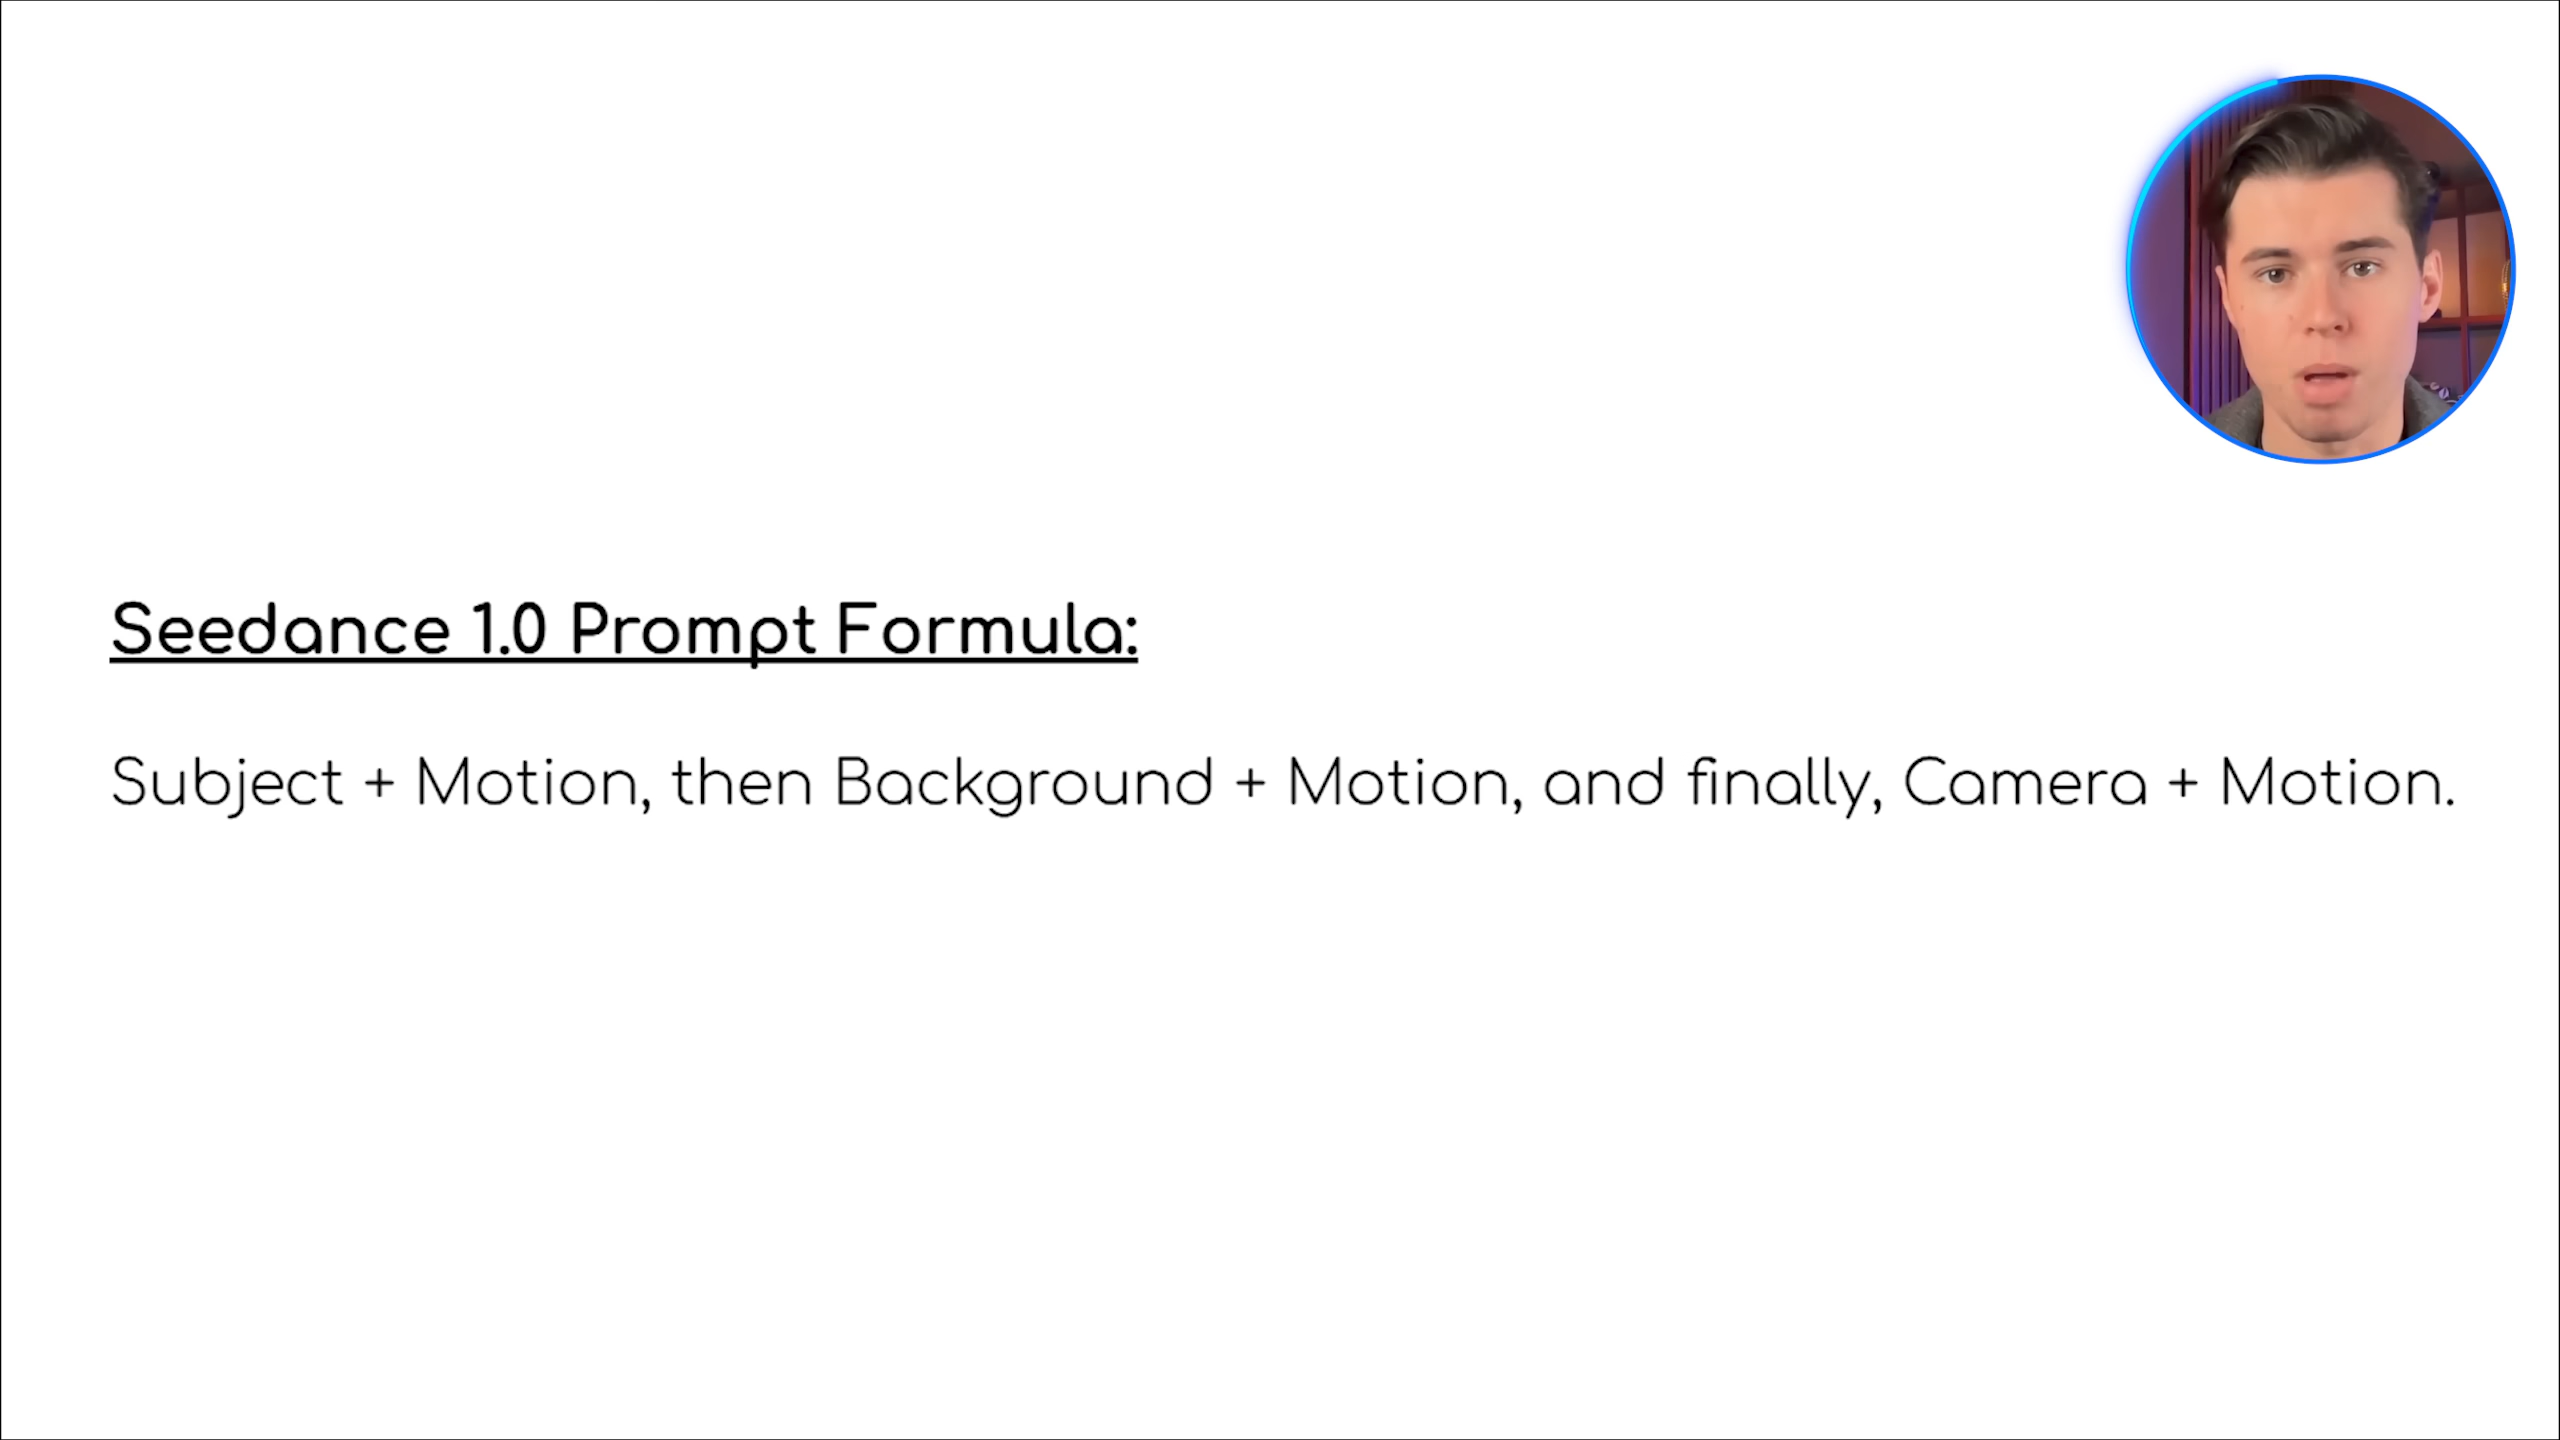 Seedance 1.0 Prompt Formula:
Subject + Motion, then Background + Motion, and finally, Camera + Motion.